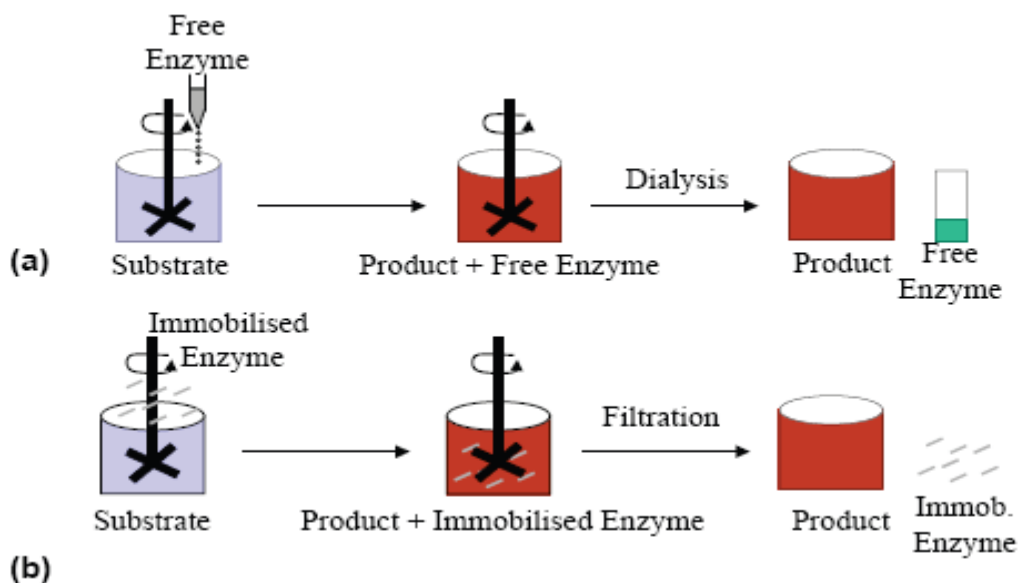 Free
Enzyme
Dialysis
(a)
Substrate
Product + Free Enzyme
Product
Free
Enzyme
Immobilised
Enzyme
Filtration
Substrate
Product + Immobilised Enzyme
Product
Immob.
Enzyme
(b)